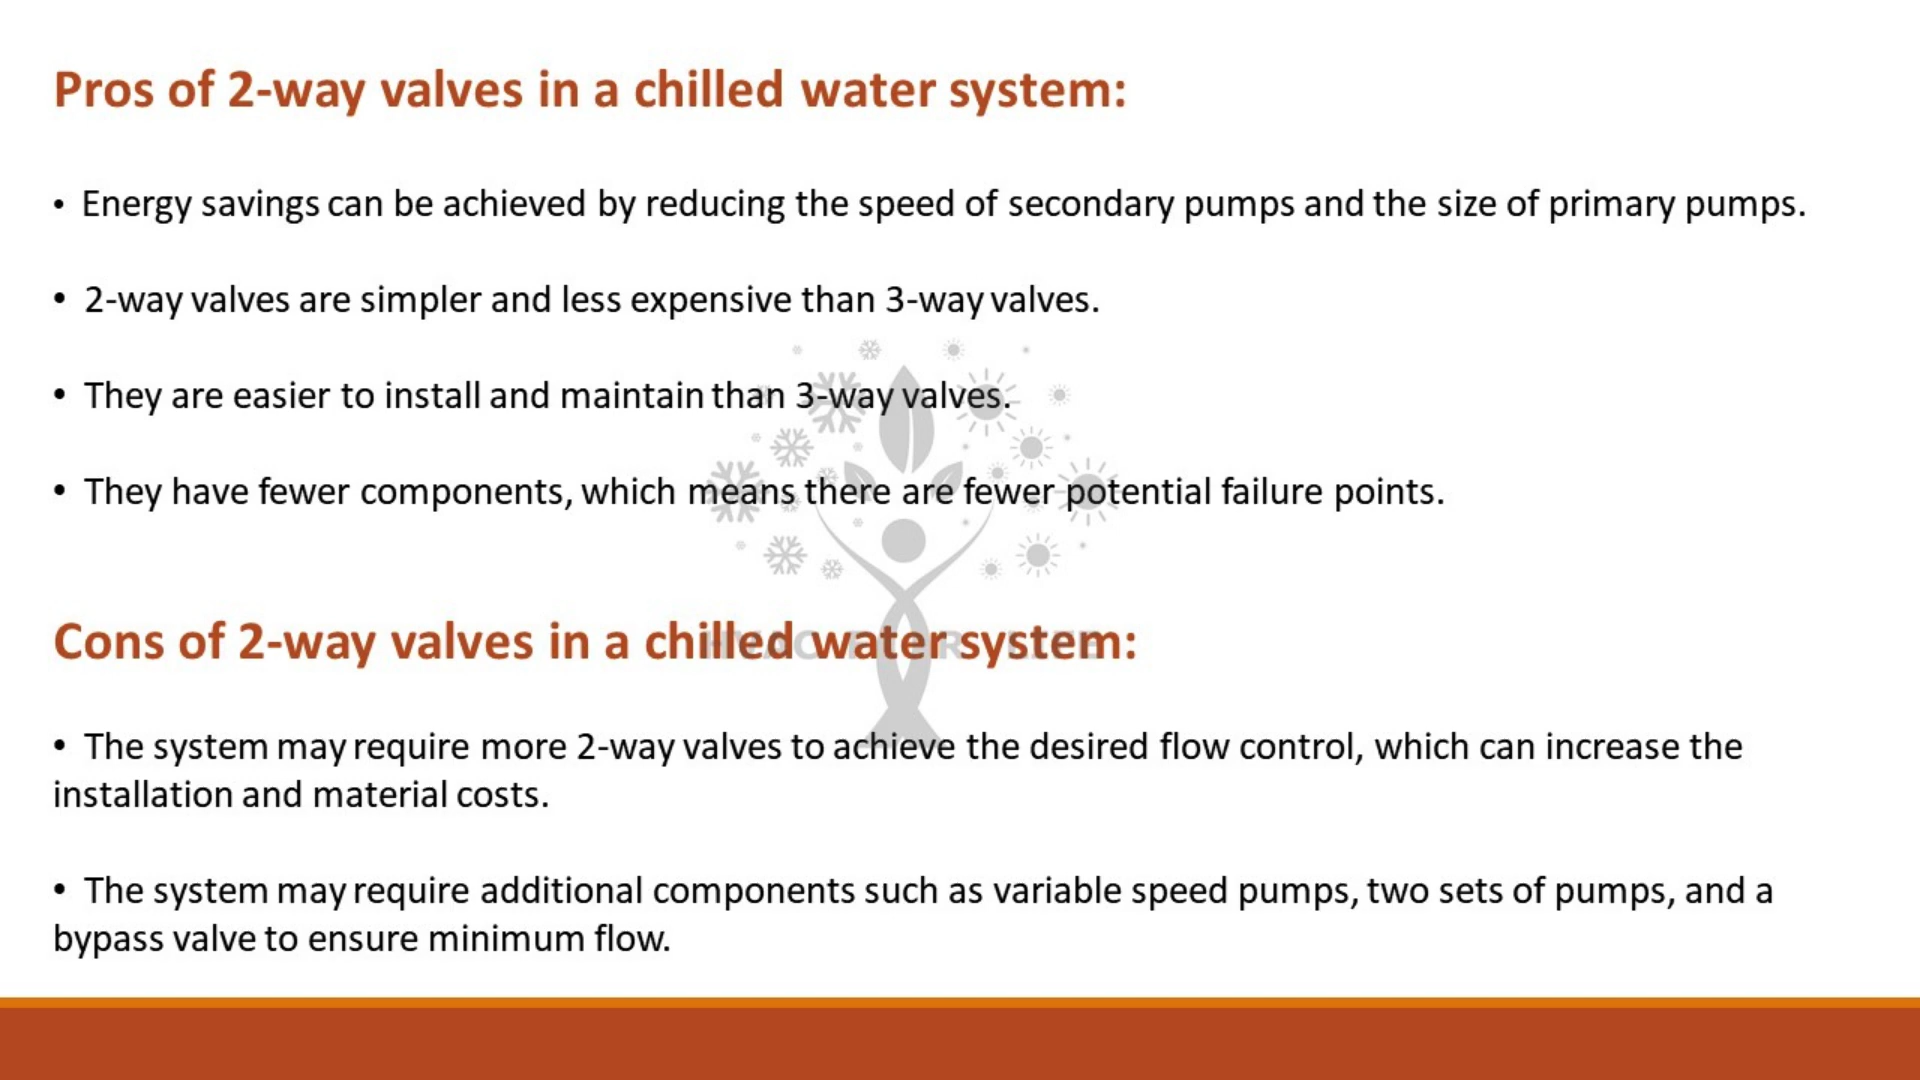 Pros of 2-way valves in a chilled water system:
• Energy savings can be achieved by reducing the speed of secondary pumps and the size of primary pumps.
• 2-way valves are simpler and less expensive than 3-way valves.
• They are easier to install and maintain than 3-way valves.
• They have fewer components, which means there are fewer potential failure points.
Cons of 2-way valves in a chilled water system:
• The system may require more 2-way valves to achieve the desired flow control, which can increase the
installation and material costs.
• The system may require additional components such as variable speed pumps, two sets of pumps, and a
bypass valve to ensure minimum flow.